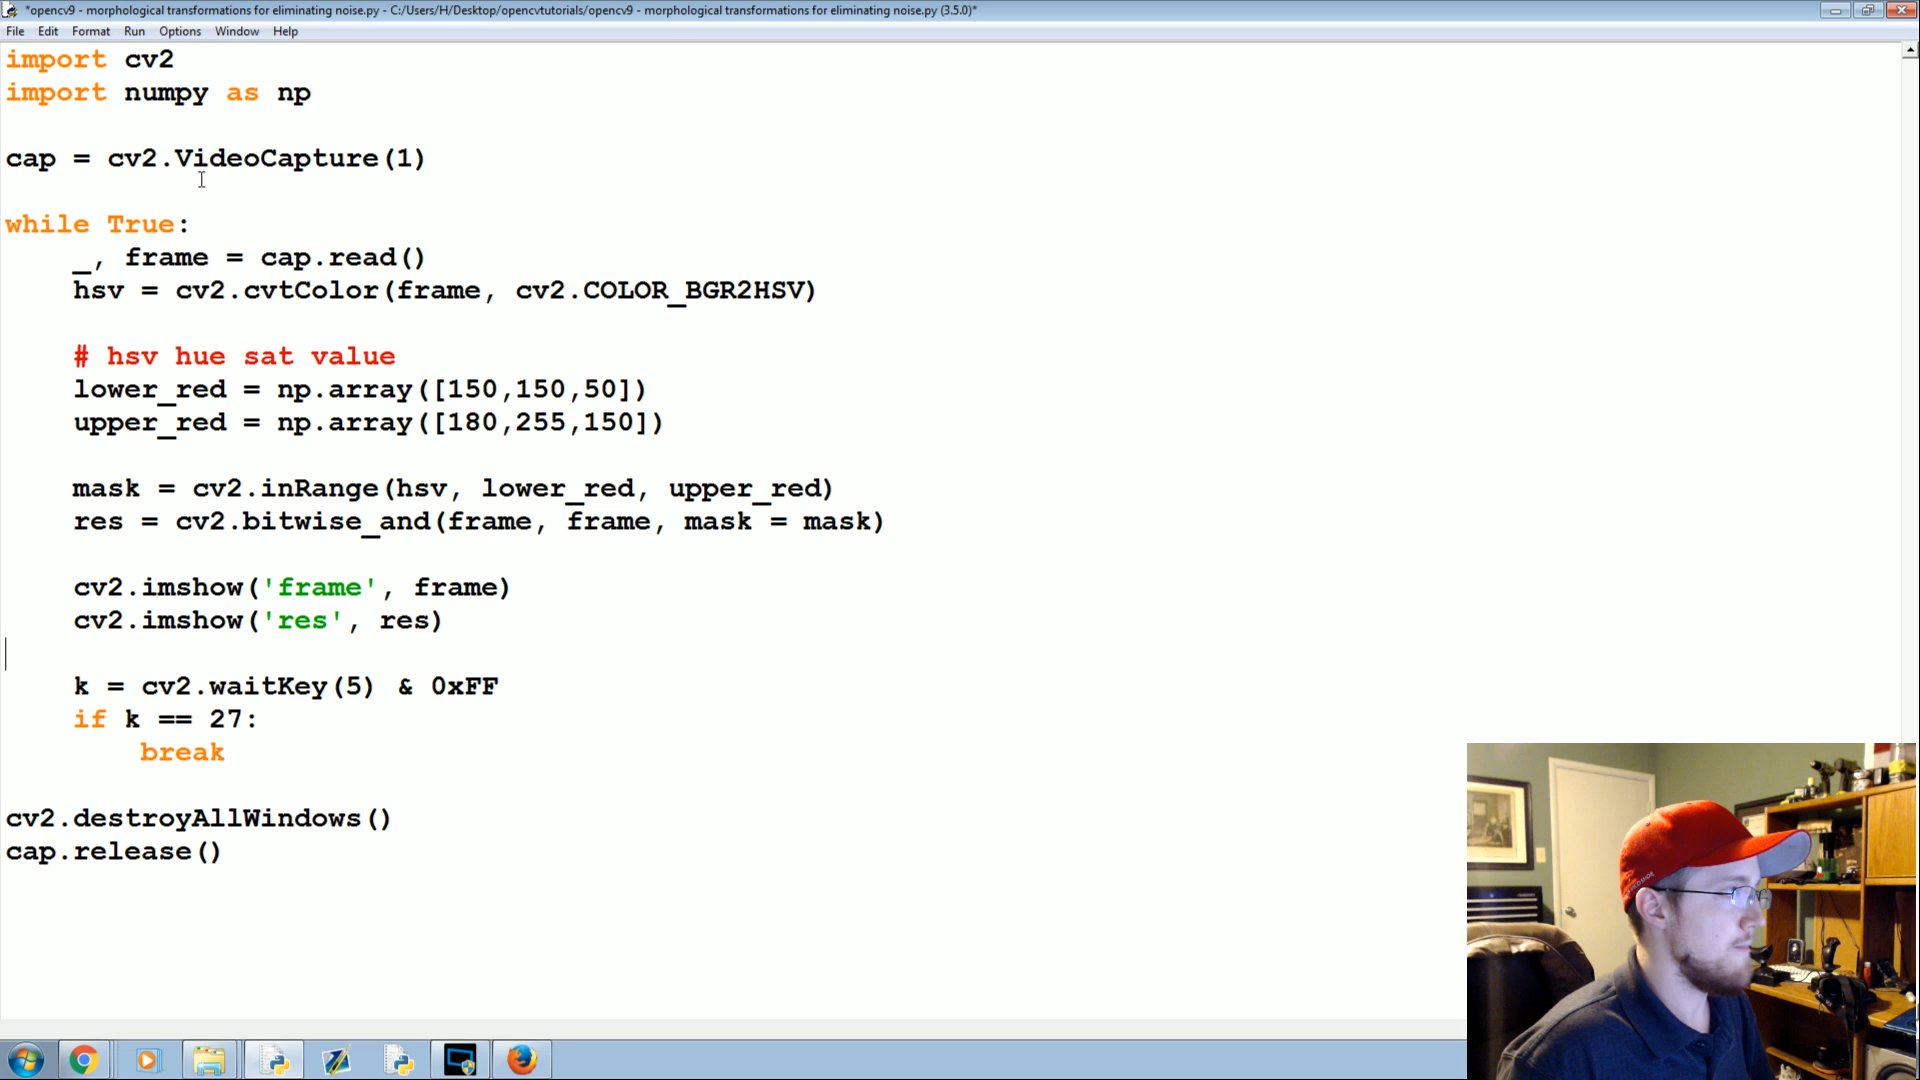 *opencv9 - morphological transformations for eliminating noise.py - C:/Users/H/Desktop/opencvtutorials/opencv9 - morphological transformations for eliminating noise.py (3.5.0)*
File Edit Format Run Options Window Help
import cv2
import numpy as np
cap = cv2.VideoCapture(1)
while True:
    _, frame = cap.read()
    hsv = cv2.cvtColor(frame, cv2.COLOR_BGR2HSV)
    # hsv hue sat value
    lower_red = np.array([150,150,50])
    upper_red = np.array([180,255,150])
    mask = cv2.inRange(hsv, lower_red, upper_red)
    res = cv2.bitwise_and(frame, frame, mask = mask)
    cv2.imshow('frame', frame)
    cv2.imshow('res', res)
    k = cv2.waitKey(5) & 0xFF
    if k == 27:
        break
cv2.destroyAllWindows()
cap.release()